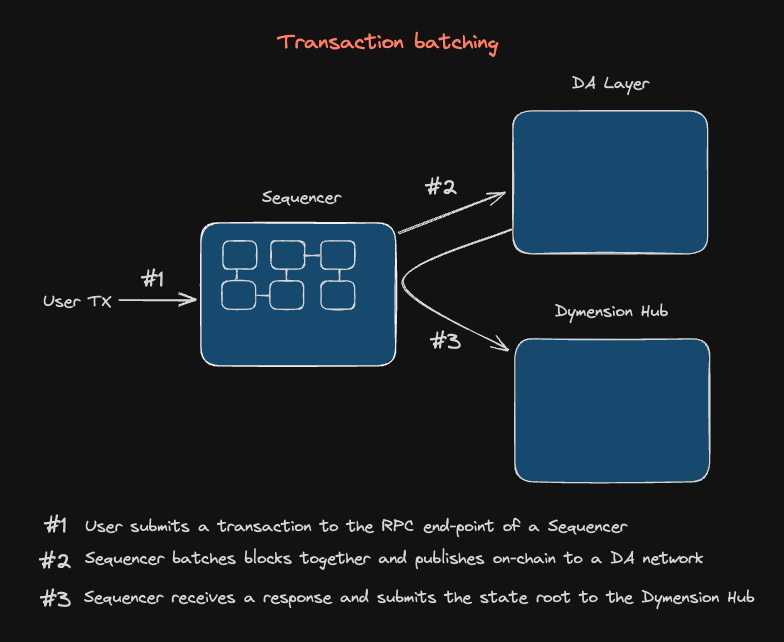 Transaction batching
DA Layer
#2
Sequencer
#1
User TX
Dymension Hub
#3
#1 User submits a transaction to the RPC end-point of a Sequencer
#2 Sequencer batches blocks together and publishes on-chain to a DA network
#3 Sequencer receives a response and submits the state root to the Dymension Hub